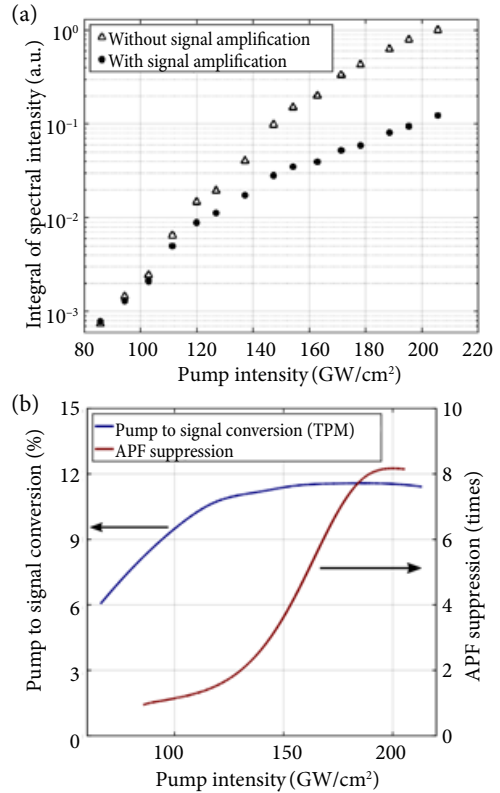 (a)
Integral of spectral intensity (a.u.)
10⁰
10⁻¹
10⁻²
10⁻³
Without signal amplification
With signal amplification
80 100 120 140 160 180 200 220
Pump intensity (GW/cm²)
(b)
Pump to signal conversion (%)
15
12
9
6
3
0
Pump to signal conversion (TPM)
APF suppression
10
8
6
4
2
0
APF suppression (times)
100 150 200
Pump intensity (GW/cm²)